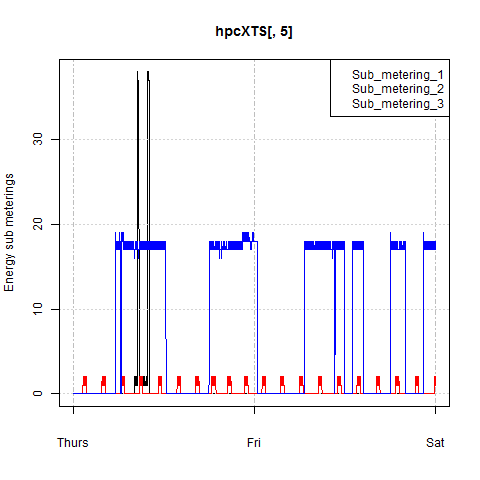 hpcXTS[, 5]
Sub_metering_1
Sub_metering_2
Sub_metering_3
Energy sub meterings
30
20
10
0
Thurs Fri Sat